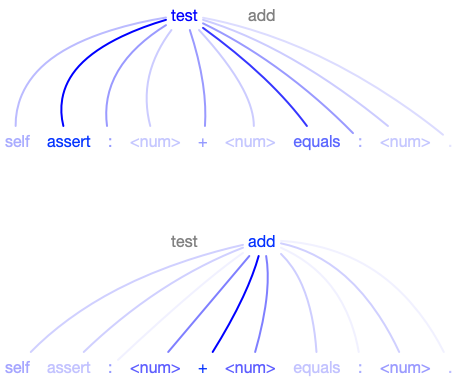 test add
self assert : <num> + <num> equals : <num> .
test add
self assert : <num> + <num> equals : <num> .